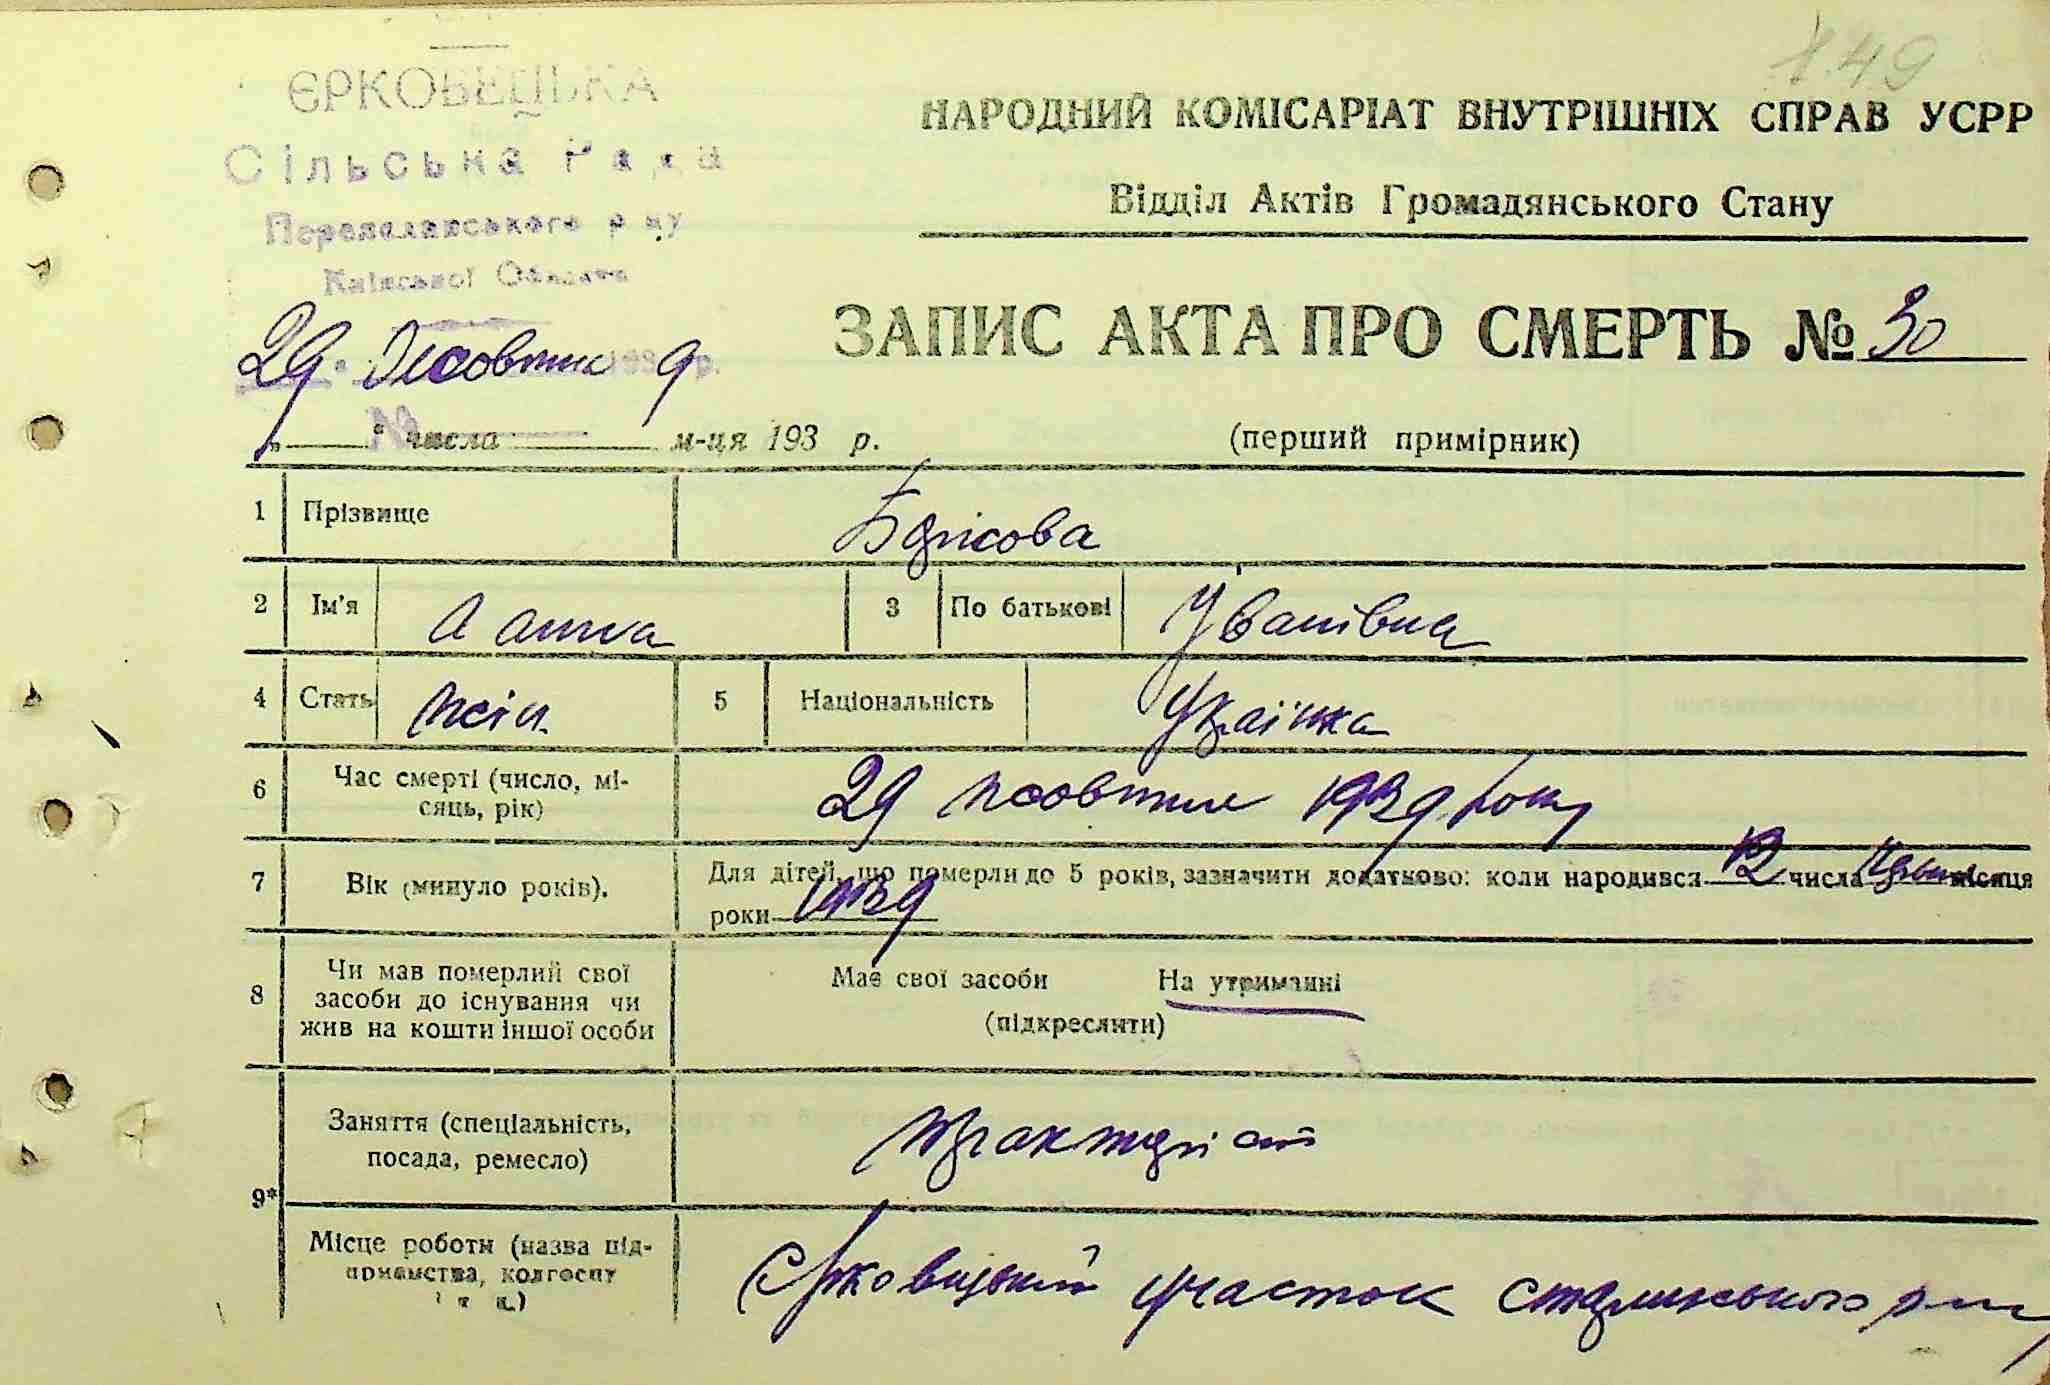 149
ЄРКОВЕЦЬКА
Сільська Рада
Переяславського р-ну
Київської Області
НАРОДНИЙ КОМІСАРІАТ ВНУТРІШНІХ СПРАВ УСРР
Відділ Актів Громадянського Стану
ЗАПИС АКТА ПРО СМЕРТЬ № 30
29 Жовтня 9
„ " числа м-ця 193 р.
(перший примірник)
1 Прізвище Борісова
2 Ім'я Ганна 3 По батькові Іванівна
4 Стать жін. 5 Національність Українка
6 Час смерті (число, місяць, рік) 29 жовтня 1939 року
7 Вік (минуло років). Для дітей, що померли до 5 років, зазначити додатково: коли народився 12 числа місяця
роки 1939
8 Чи мав померлий свої засоби до існування чи жив на кошти іншої особи Має свої засоби На утриманні
(підкреслити)
9* Заняття (спеціальність, посада, ремесло) тракторіст
Місце роботи (назва підприємства, колгоспу і т. п.) Єрковецький участок